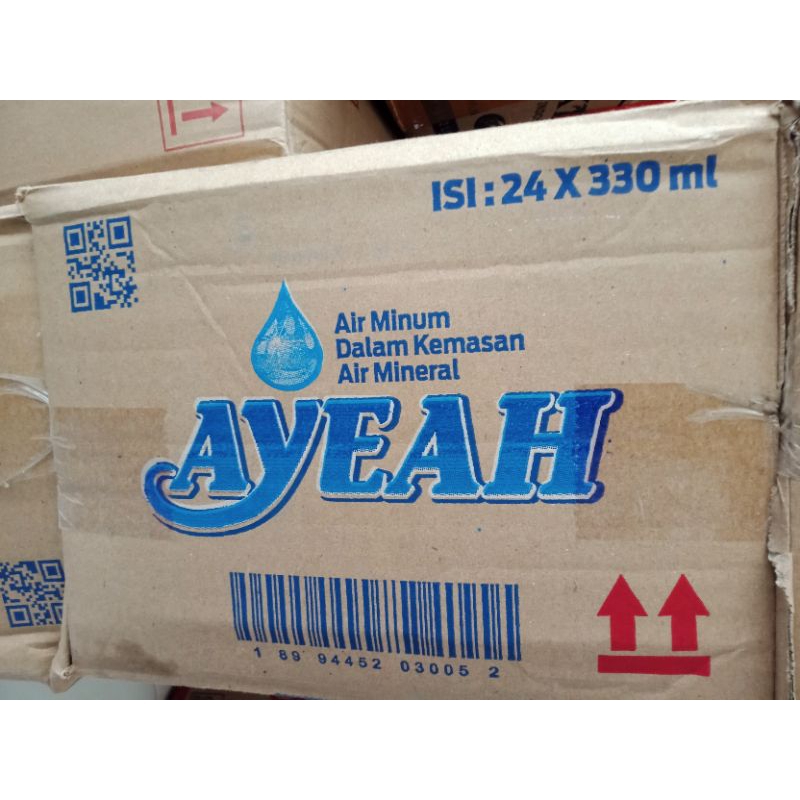 ISI : 24 X 330 ml
Air Minum
Dalam Kemasan
Air Mineral
AYEAH
1 89 94452 03005 2